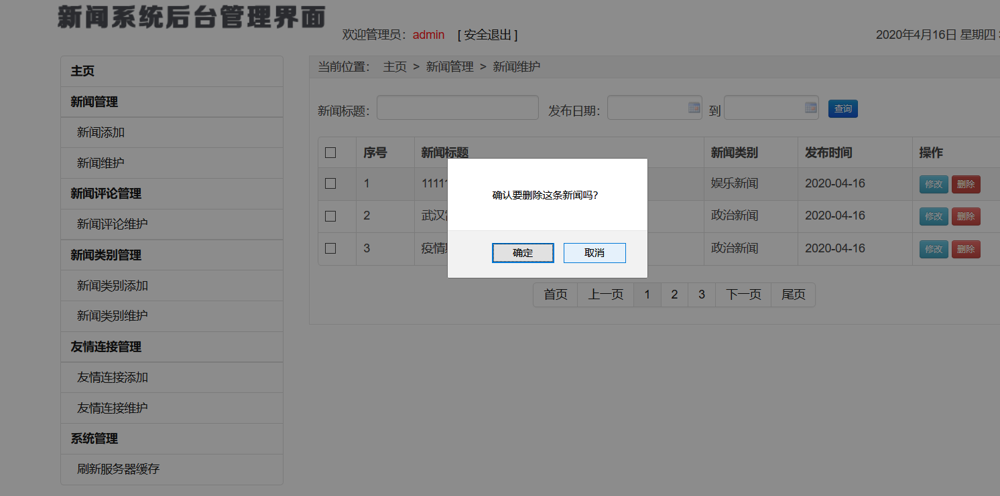 新闻系统后台管理界面
欢迎管理员：admin [ 安全退出 ]
2020年4月16日 星期四
主页
新闻管理
新闻添加
新闻维护
新闻评论管理
新闻评论维护
新闻类别管理
新闻类别添加
新闻类别维护
友情连接管理
友情连接添加
友情连接维护
系统管理
刷新服务器缓存
当前位置： 主页 > 新闻管理 > 新闻维护
新闻标题： 发布日期： 到 查询
序号 新闻标题 新闻类别 发布时间 操作
1 1111 娱乐新闻 2020-04-16 修改 删除
2 武汉 政治新闻 2020-04-16 修改 删除
3 疫情 政治新闻 2020-04-16 修改 删除
确认要删除这条新闻吗？
确定 取消
首页 上一页 1 2 3 下一页 尾页